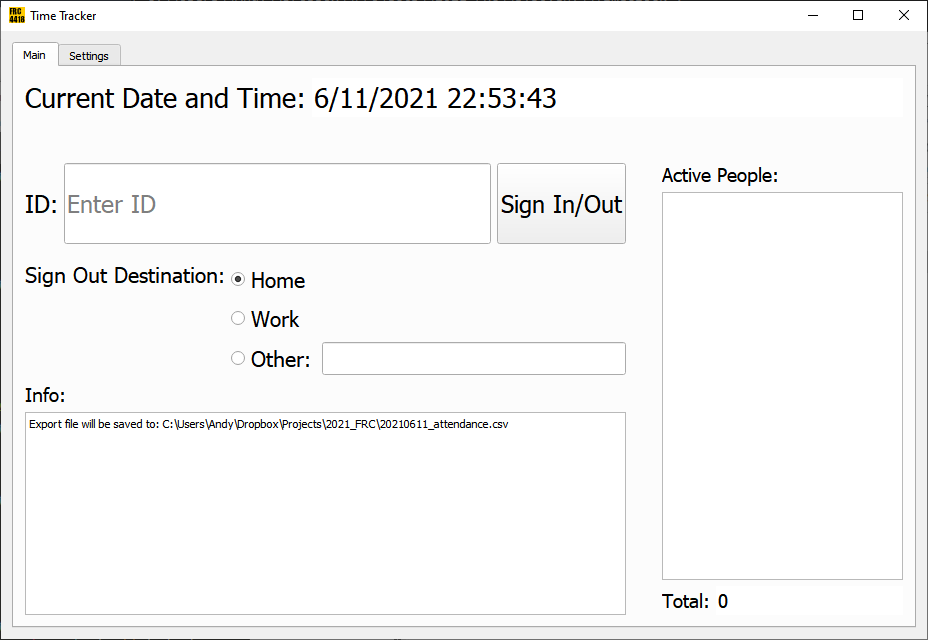 FRC
4418
Time Tracker
Main
Settings
Current Date and Time: 6/11/2021 22:53:43
ID:
Enter ID
Sign In/Out
Active People:
Sign Out Destination:
Home
Work
Other:
Info:
Export file will be saved to: C:\Users\Andy\Dropbox\Projects\2021_FRC\20210611_attendance.csv
Total: 0